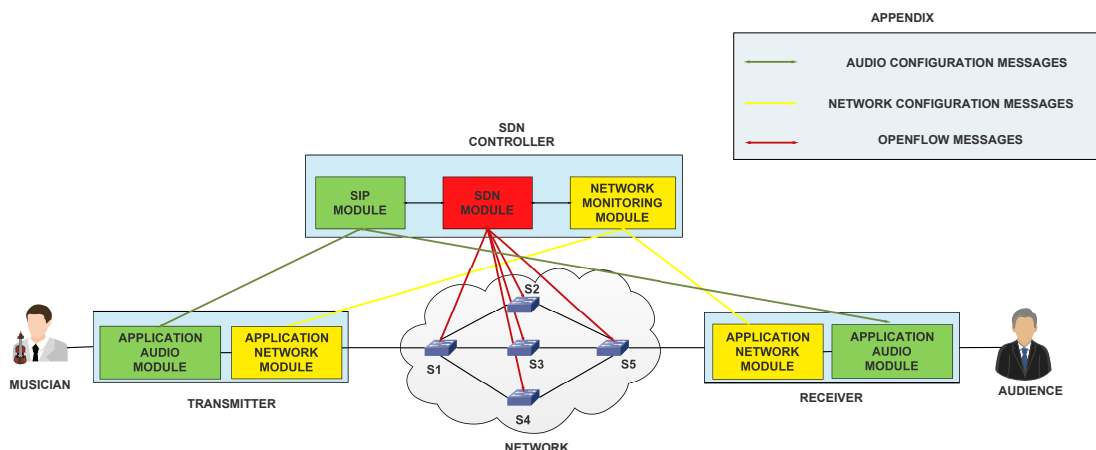 APPENDIX
AUDIO CONFIGURATION MESSAGES
NETWORK CONFIGURATION MESSAGES
OPENFLOW MESSAGES
SDN
CONTROLLER
SIP
MODULE
SDN
MODULE
NETWORK
MONITORING
MODULE
MUSICIAN
APPLICATION
AUDIO
MODULE
APPLICATION
NETWORK
MODULE
TRANSMITTER
S1
S2
S3
S4
S5
NETWORK
APPLICATION
NETWORK
MODULE
APPLICATION
AUDIO
MODULE
RECEIVER
AUDIENCE